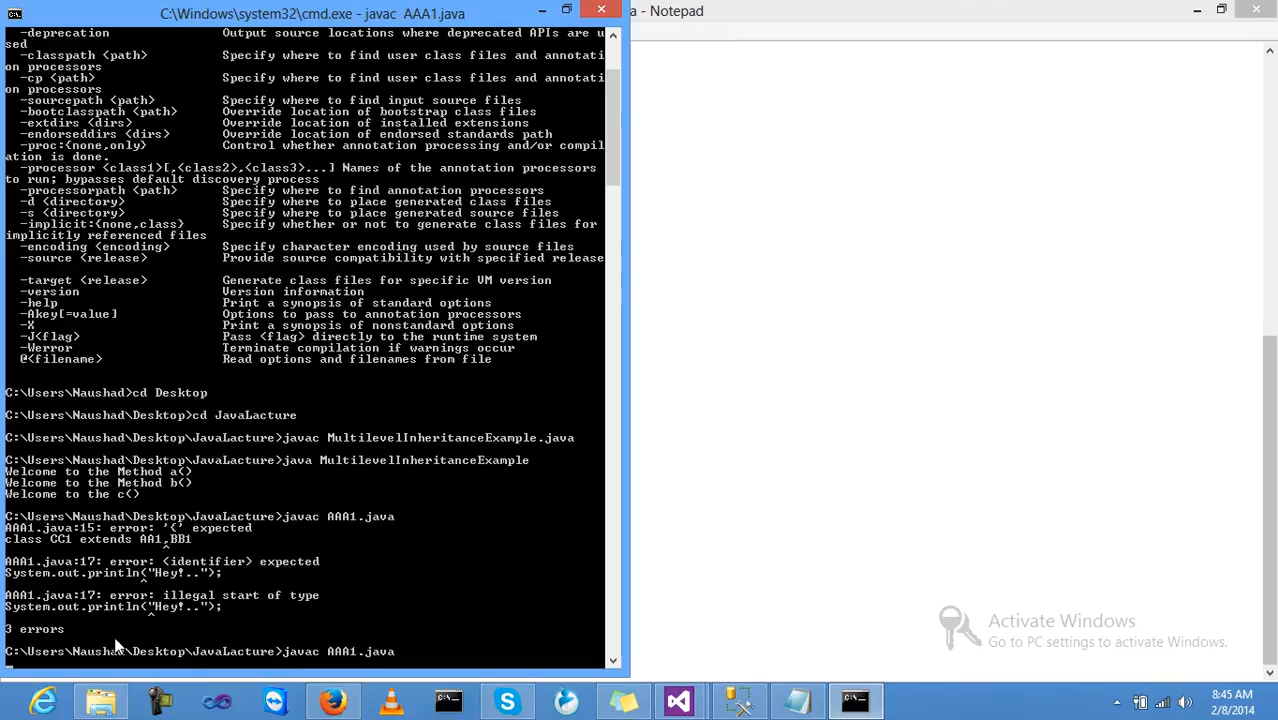 C:\Windows\system32\cmd.exe - javac  AAA1.java
a - Notepad
-deprecation Output source locations where deprecated APIs are u
sed
-classpath <path> Specify where to find user class files and annotati
on processors
-cp <path> Specify where to find user class files and annotati
on processors
-sourcepath <path> Specify where to find input source files
-bootclasspath <path> Override location of bootstrap class files
-extdirs <dirs> Override location of installed extensions
-endorseddirs <dirs> Override location of endorsed standards path
-proc:{none,only} Control whether annotation processing and/or compil
ation is done.
-processor <class1>[,<class2>,<class3>...] Names of the annotation processors
to run; bypasses default discovery process
-processorpath <path> Specify where to find annotation processors
-d <directory> Specify where to place generated class files
-s <directory> Specify where to place generated source files
-implicit:{none,class} Specify whether or not to generate class files for
implicitly referenced files
-encoding <encoding> Specify character encoding used by source files
-source <release> Provide source compatibility with specified release
-target <release> Generate class files for specific VM version
-version Version information
-help Print a synopsis of standard options
-Akey[=value] Options to pass to annotation processors
-X Print a synopsis of nonstandard options
-J<flag> Pass <flag> directly to the runtime system
-Werror Terminate compilation if warnings occur
@<filename> Read options and filenames from file
C:\Users\Naushad>cd Desktop
C:\Users\Naushad\Desktop>cd JavaLacture
C:\Users\Naushad\Desktop\JavaLacture>javac MultilevelInheritanceExample.java
C:\Users\Naushad\Desktop\JavaLacture>java MultilevelInheritanceExample
Welcome to the Method a()
Welcome to the Method b()
Welcome to the c()
C:\Users\Naushad\Desktop\JavaLacture>javac AAA1.java
AAA1.java:15: error: '{' expected
class CC1 extends AA1,BB1
^
AAA1.java:17: error: <identifier> expected
System.out.println("Hey!..");
^
AAA1.java:17: error: illegal start of type
System.out.println("Hey!..");
^
3 errors
C:\Users\Naushad\Desktop\JavaLacture>javac AAA1.java
Activate Windows
Go to PC settings to activate Windows.
8:45 AM
2/8/2014